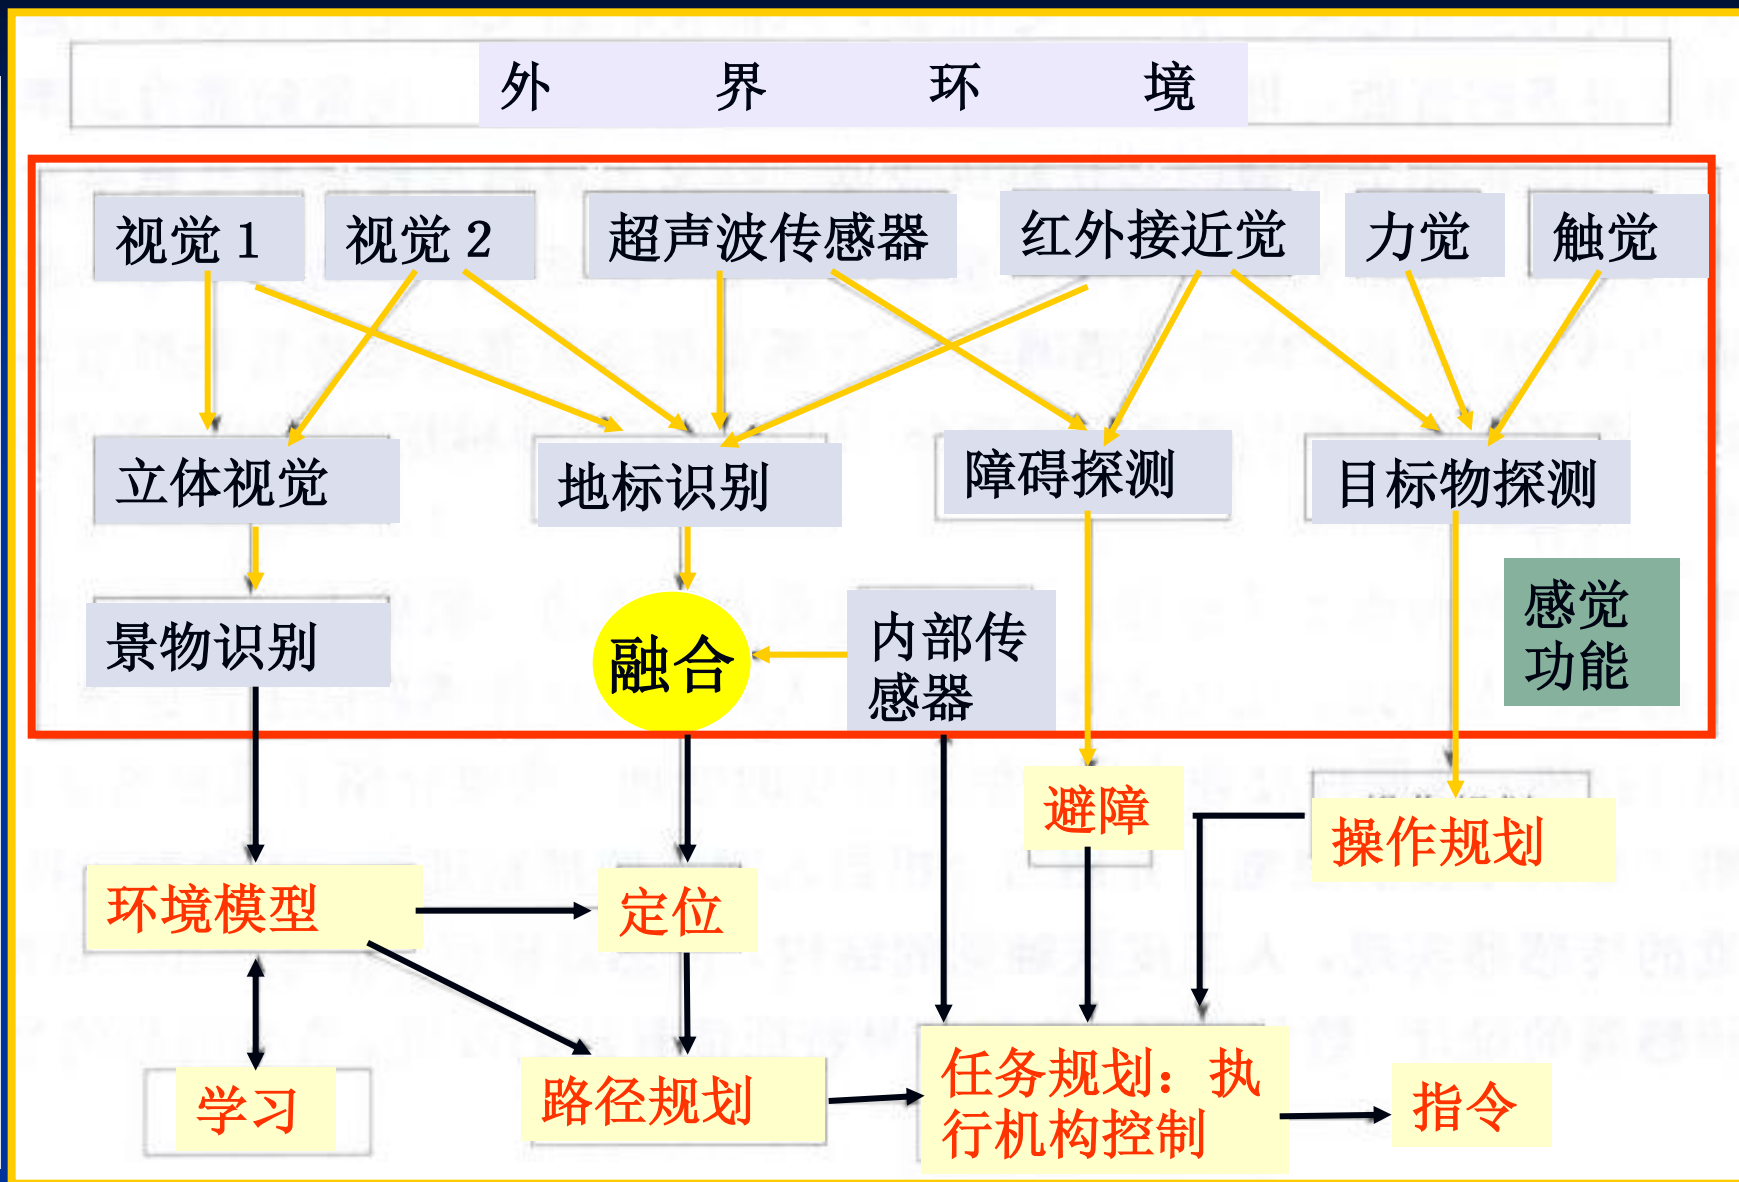 外界环境
视觉1
视觉2
超声波传感器
红外接近觉
力觉
触觉
立体视觉
地标识别
障碍探测
目标物探测
景物识别
融合
内部传
感器
感觉
功能
避障
操作规划
环境模型
定位
学习
路径规划
任务规划：执
行机构控制
指令